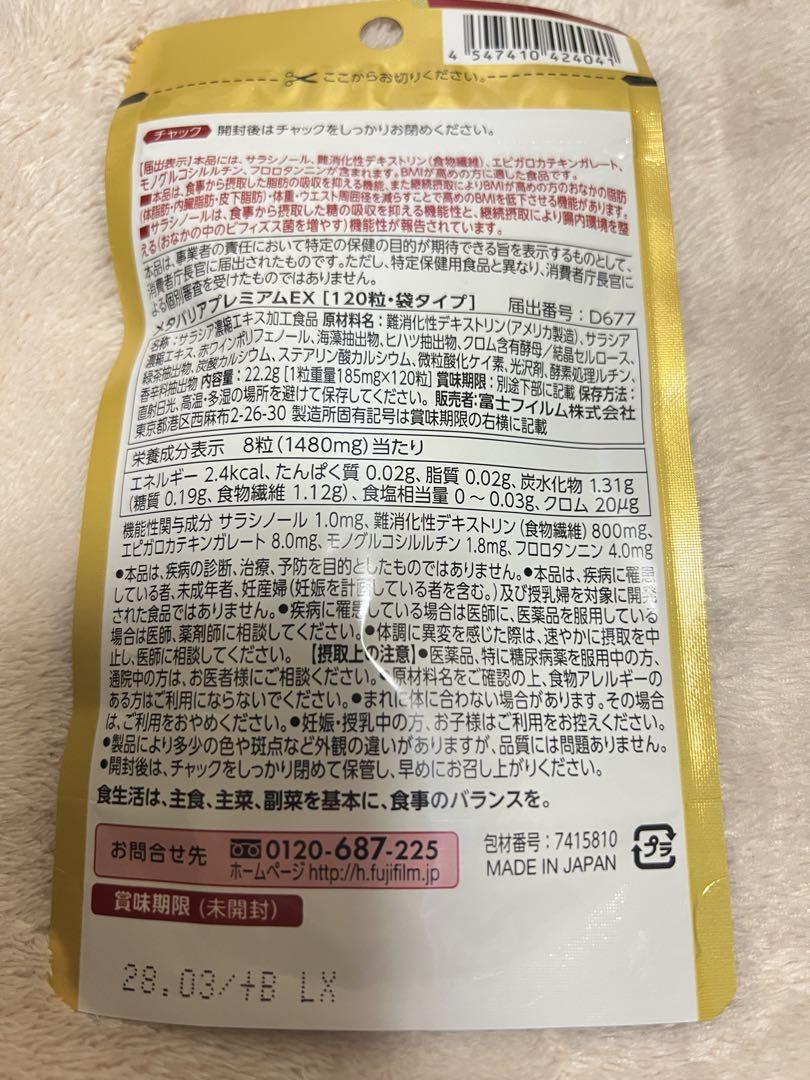 4 547410 424041
ここからお切りください。
チャック 開封後はチャックをしっかりお閉めください。
【届出表示】本品には、サラシノール、難消化性デキストリン(食物繊維)、エピガロカテキンガレート、
モノグルコシルルチン、フロロタンニンが含まれます。BMIが高めの方に適した食品です。
■本品は、食事から摂取した脂肪の吸収を抑える機能、また継続摂取によりBMIが高めの方のおなかの脂肪
(体脂肪・内臓脂肪・皮下脂肪)・体重・ウエスト周囲径を減らすことで高めのBMIを低下させる機能があります。
■サラシノールは、食事から摂取した糖の吸収を抑える機能性と、継続摂取により腸内環境を整
える(おなかの中のビフィズス菌を増やす)機能性が報告されています。
本品は、事業者の責任において特定の保健の目的が期待できる旨を表示するものとして、
消費者庁長官に届出されたものです。ただし、特定保健用食品と異なり、消費者庁長官に
よる個別審査を受けたものではありません。
メタバリアプレミアムEX [120粒・袋タイプ] 届出番号:D677
名称:サラシア濃縮エキス加工食品 原材料名:難消化性デキストリン(アメリカ製造)、サラシア
濃縮エキス、赤ワインポリフェノール、海藻抽出物、ヒハツ抽出物、クロム含有酵母/結晶セルロース、
緑茶抽出物、炭酸カルシウム、ステアリン酸カルシウム、微粒酸化ケイ素、光沢剤、酵素処理ルチン、
香辛料抽出物 内容量:22.2g[1粒重量185mg×120粒] 賞味期限:別途下部に記載 保存方法:
直射日光、高温・多湿の場所を避けて保存してください。 販売者:富士フイルム株式会社
東京都港区西麻布2-26-30 製造所固有記号は賞味期限の右横に記載
栄養成分表示 8粒(1480mg)当たり
エネルギー 2.4kcal、たんぱく質 0.02g、脂質 0.02g、炭水化物 1.31g
(糖質 0.19g、食物繊維 1.12g)、食塩相当量 0～0.03g、クロム 20μg
機能性関与成分 サラシノール 1.0mg、難消化性デキストリン(食物繊維) 800mg、
エピガロカテキンガレート 8.0mg、モノグルコシルルチン 1.8mg、フロロタンニン 4.0mg
●本品は、疾病の診断、治療、予防を目的としたものではありません。●本品は、疾病に罹患
している者、未成年者、妊産婦(妊娠を計画している者を含む。)及び授乳婦を対象に開発
された食品ではありません。●疾病に罹患している場合は医師に、医薬品を服用している
場合は医師、薬剤師に相談してください。●体調に異変を感じた際は、速やかに摂取を中
止し、医師に相談してください。 【摂取上の注意】●医薬品、特に糖尿病薬を服用中の方、
通院中の方は、お医者様にご相談ください。●原材料名をご確認の上、食物アレルギーの
ある方はご利用にならないでください。●まれに体に合わない場合があります。その場合
は、ご利用をおやめください。●妊娠・授乳中の方、お子様はご利用をお控えください。
●製品により多少の色や斑点など外観の違いがありますが、品質には問題ありません。
●開封後は、チャックをしっかり閉めて保管し、早めにお召し上がりください。
食生活は、主食、主菜、副菜を基本に、食事のバランスを。
お問合せ先 0120-687-225
ホームページ http://h.fujifilm.jp
包材番号:7415810
MADE IN JAPAN
プラ
賞味期限(未開封)
28.03/+B LX